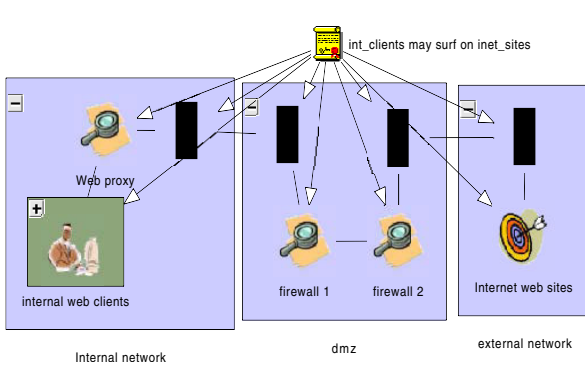 int_clients may surf on inet_sites
Web proxy
internal web clients
firewall 1
firewall 2
Internet web sites
Internal network
dmz
external network